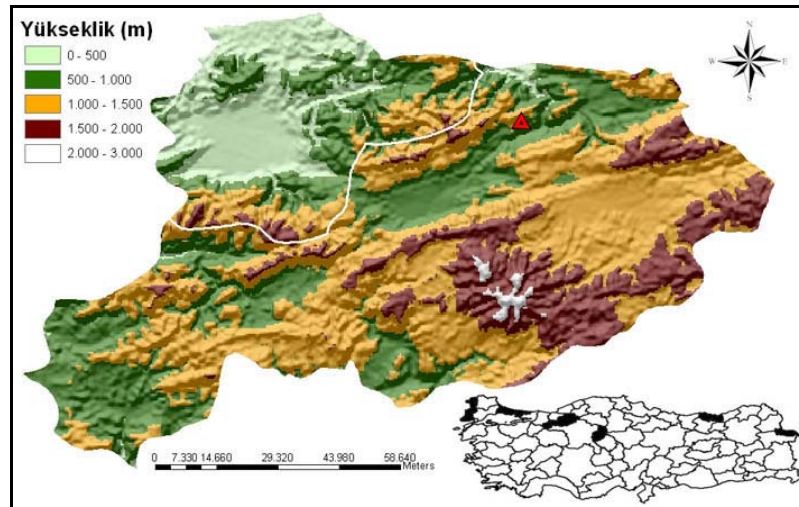 Yükseklik (m)
0 - 500
500 - 1.000
1.000 - 1.500
1.500 - 2.000
2.000 - 3.000
N
W E
S
0 7.330 14.660 29.320 43.980 58.640
Meters